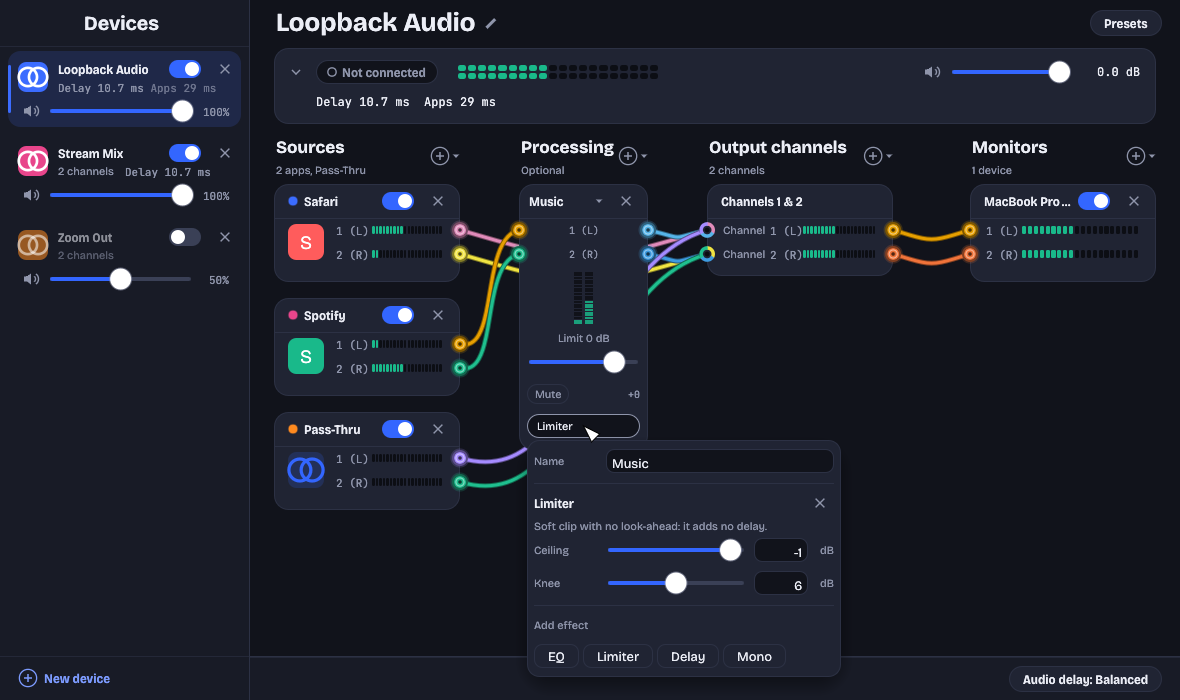 Devices
Loopback Audio
Delay 10.7 ms Apps 29 ms
100%
Stream Mix
2 channels Delay 10.7 ms
100%
Zoom Out
2 channels
50%
New device
Loopback Audio
Presets
Not connected
0.0 dB
Delay 10.7 ms Apps 29 ms
Sources
2 apps, Pass-Thru
Safari
S
1 (L)
2 (R)
Spotify
S
1 (L)
2 (R)
Pass-Thru
1 (L)
2 (R)
Processing
Optional
Music
1 (L)
2 (R)
Limit 0 dB
Mute +0
Limiter
Output channels
2 channels
Channels 1 & 2
Channel 1 (L)
Channel 2 (R)
Monitors
1 device
MacBook Pro ...
1 (L)
2 (R)
Name Music
Limiter
Soft clip with no look-ahead: it adds no delay.
Ceiling -1 dB
Knee 6 dB
Add effect
EQ Limiter Delay Mono
Audio delay: Balanced